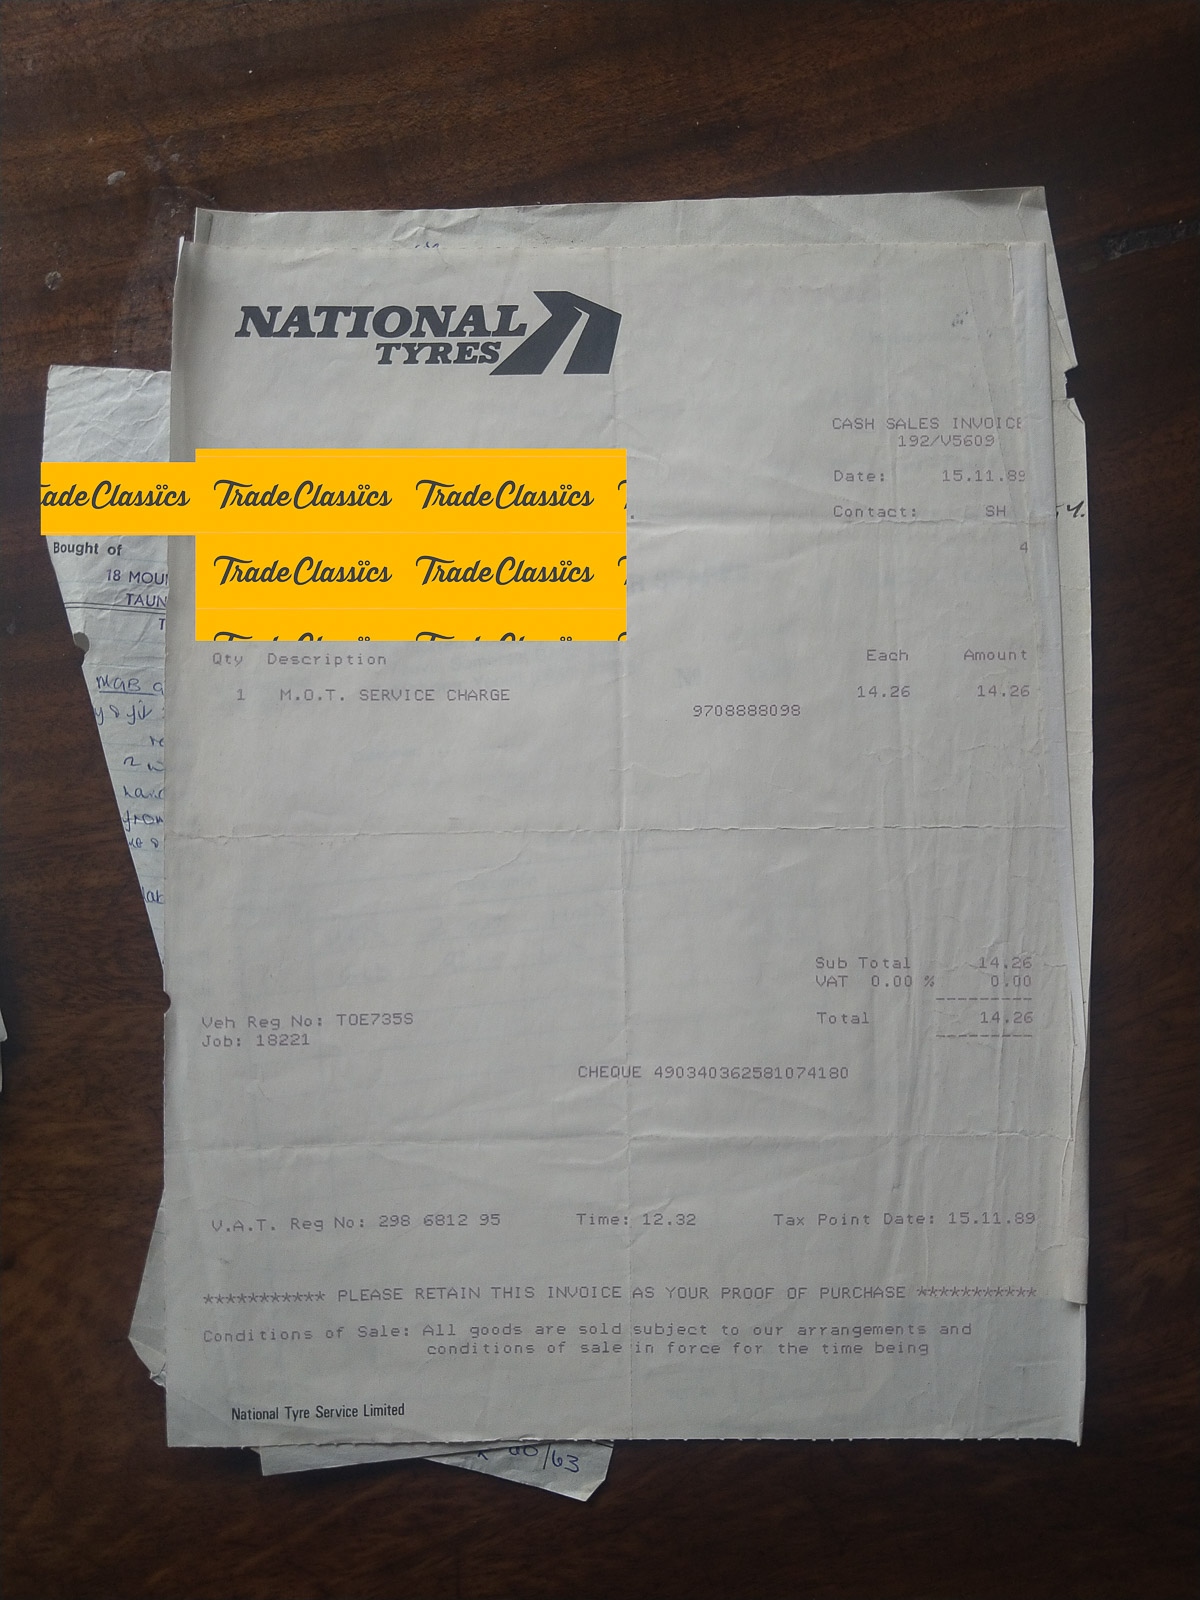 NATIONAL
TYRES
CASH SALES INVOICE
192/V5609
Date: 15.11.89
Contact: SH
4
Trade Classics Trade Classics Trade Classics
Trade Classics Trade Classics
Bought of
18 MOU
TAUN
T
MGB
Qty Description Each Amount
1 M.O.T. SERVICE CHARGE 14.26 14.26
9708888098
from
Sub Total 14.26
VAT 0.00 % 0.00
Total 14.26
Veh Reg No: TOE735S
Job: 18221
CHEQUE 490340362581074180
V.A.T. Reg No: 298 6812 95 Time: 12.32 Tax Point Date: 15.11.89
*********** PLEASE RETAIN THIS INVOICE AS YOUR PROOF OF PURCHASE ***********
Conditions of Sale: All goods are sold subject to our arrangements and
conditions of sale in force for the time being
National Tyre Service Limited